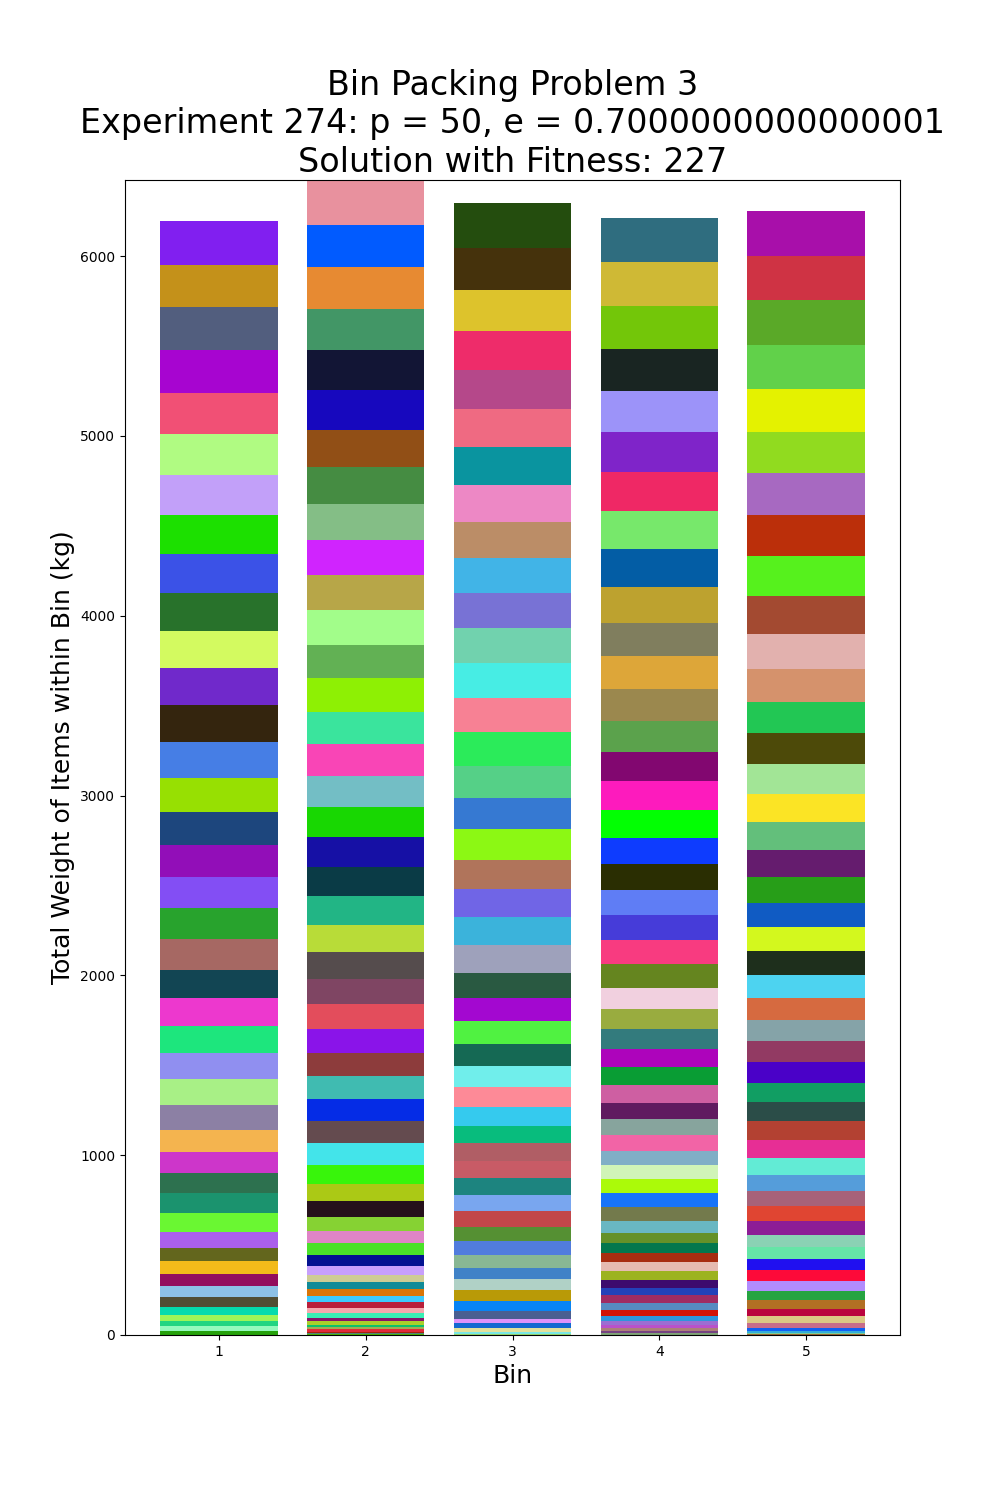 Bin Packing Problem 3
Experiment 274: p = 50, e = 0.7000000000000001
Solution with Fitness: 227
Total Weight of Items within Bin (kg)
6000
5000
4000
3000
2000
1000
0
1 2 3 4 5
Bin